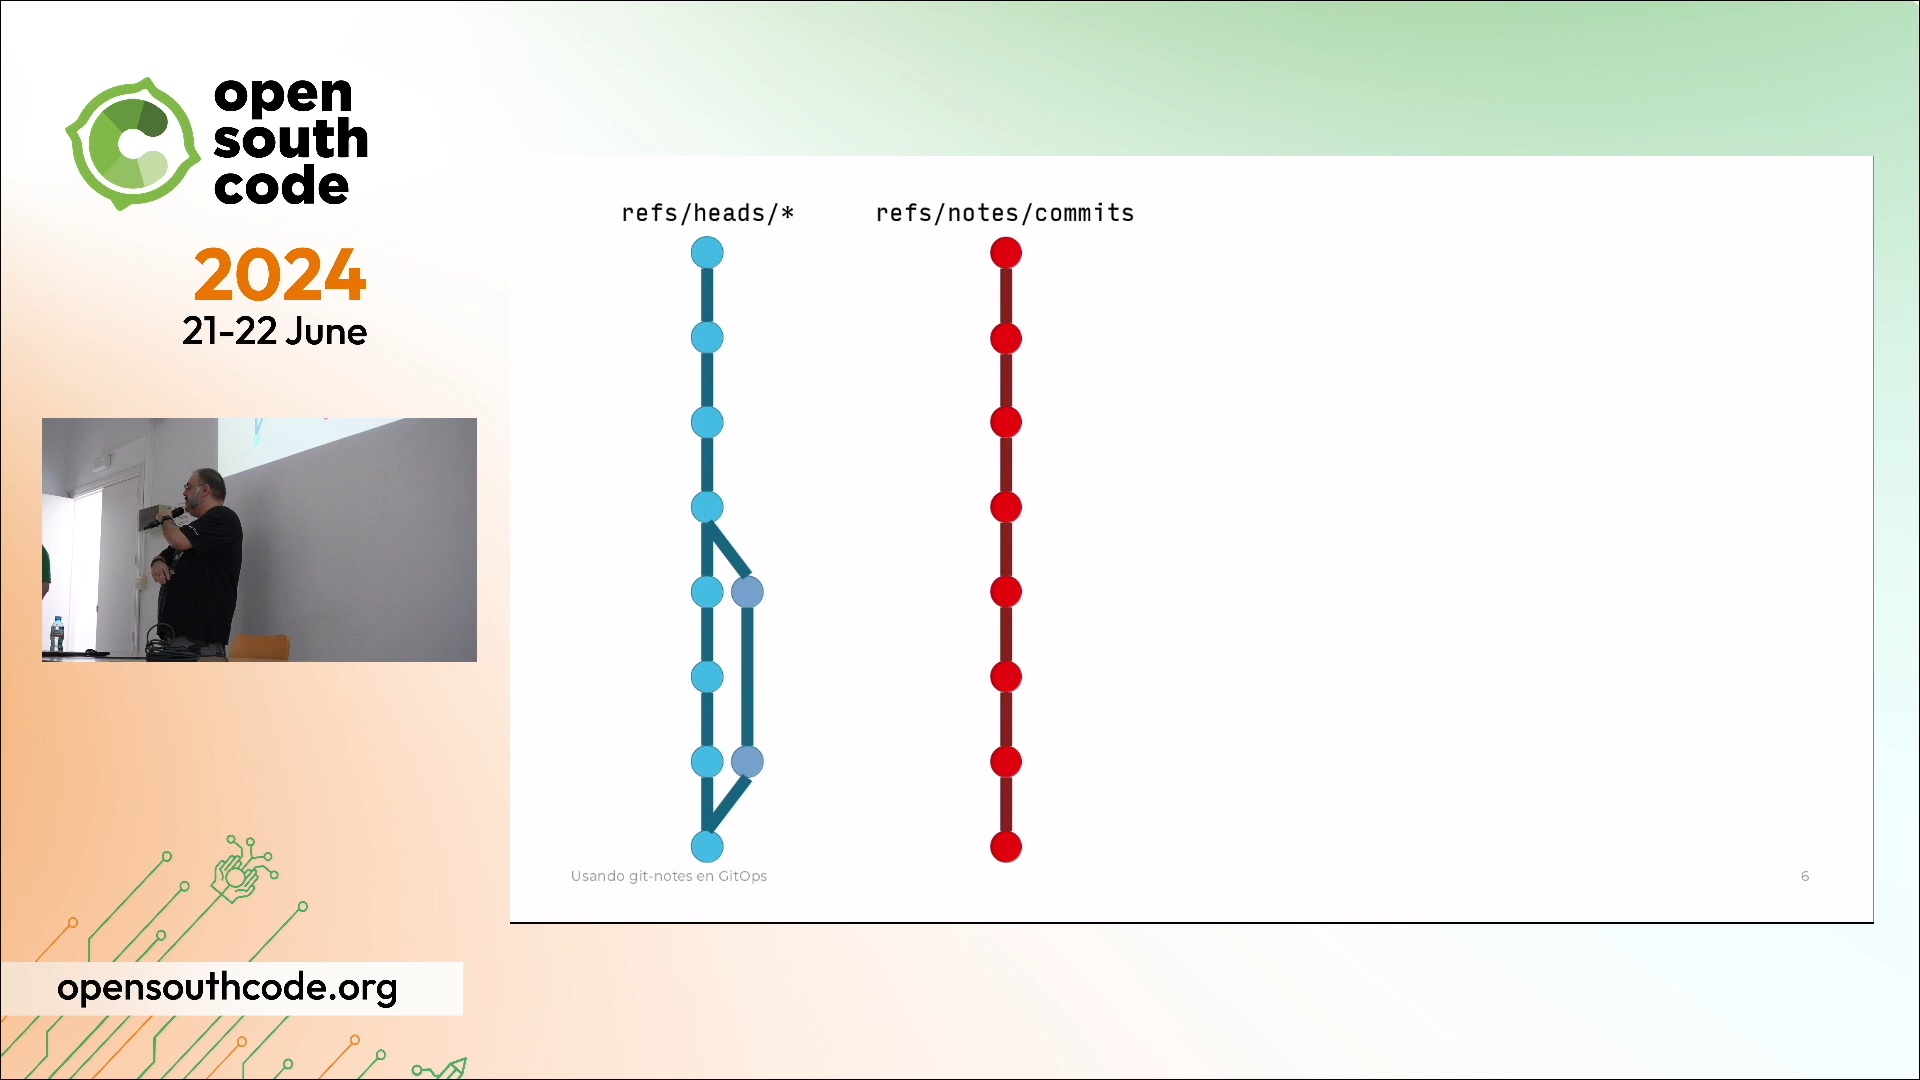 open
south
code
2024
21-22 June
refs/heads/*
refs/notes/commits
Usando git-notes en GitOps
6
opensouthcode.org